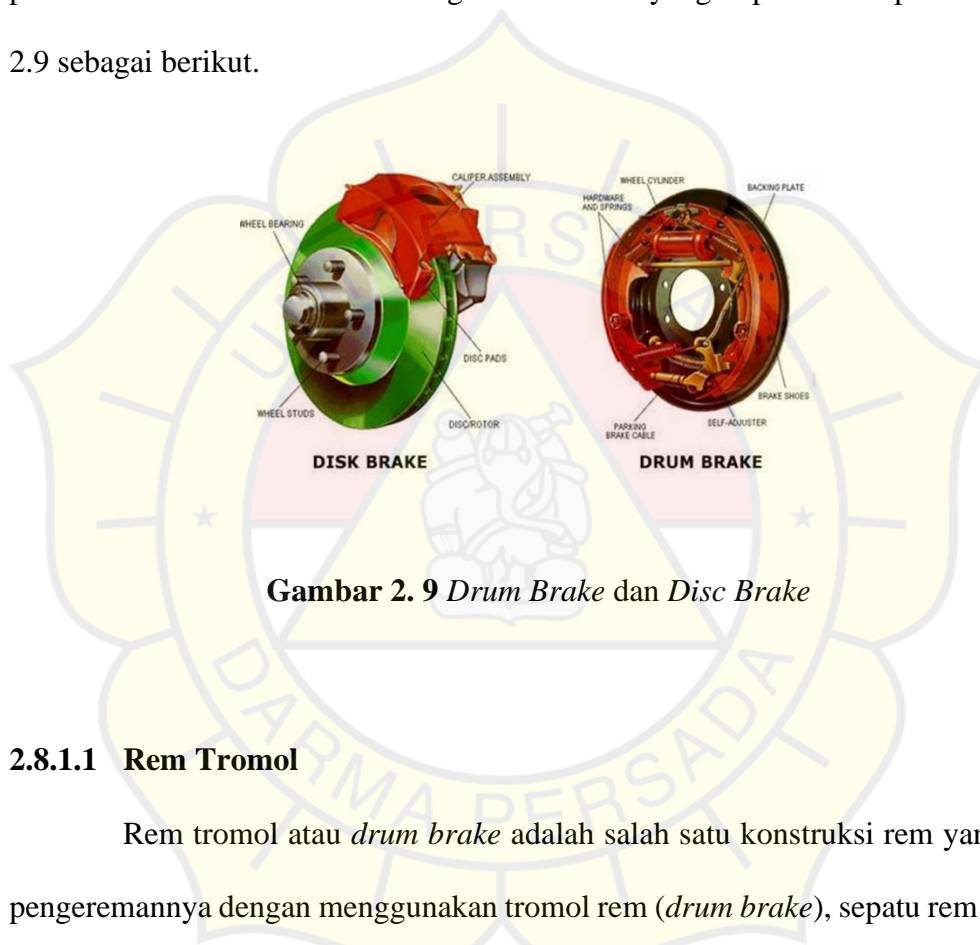 2.9 sebagai berikut.
CALIPER ASSEMBLY
WHEEL BEARING
DISC PADS
WHEEL STUDS
DISC/ROTOR
DISK BRAKE
WHEEL CYLINDER
BACKING PLATE
HARDWARE
AND SPRINGS
BRAKE SHOES
PARKING
BRAKE CABLE
SELF-ADJUSTER
DRUM BRAKE
Gambar 2. 9 Drum Brake dan Disc Brake
DARMA PERSADA
2.8.1.1 Rem Tromol
Rem tromol atau drum brake adalah salah satu konstruksi rem
pengeremannya dengan menggunakan tromol rem (drum brake), sepatu rem